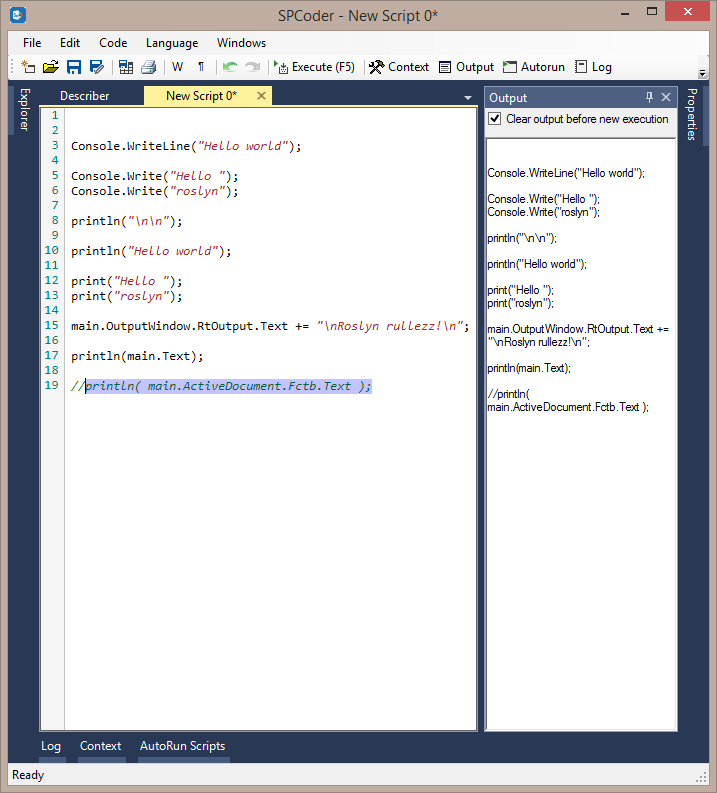 SPCoder - New Script 0*
File Edit Code Language Windows
W ¶ Execute (F5) Context Output Autorun Log
Explorer
Describer New Script 0*
1
2
3 Console.WriteLine("Hello world");
4
5 Console.Write("Hello ");
6 Console.Write("roslyn");
7
8 println("\n\n");
9
10 println("Hello world");
11
12 print("Hello ");
13 print("roslyn");
14
15 main.OutputWindow.RtOutput.Text += "\nRoslyn rullezz!\n";
16
17 println(main.Text);
18
19 //println( main.ActiveDocument.Fctb.Text );
Output
Clear output before new execution
Console.WriteLine("Hello world");
Console.Write("Hello ");
Console.Write("roslyn");
println("\n\n");
println("Hello world");
print("Hello ");
print("roslyn");
main.OutputWindow.RtOutput.Text +=
"\nRoslyn rullezz!\n";
println(main.Text);
//println(
main.ActiveDocument.Fctb.Text );
Properties
Log Context AutoRun Scripts
Ready